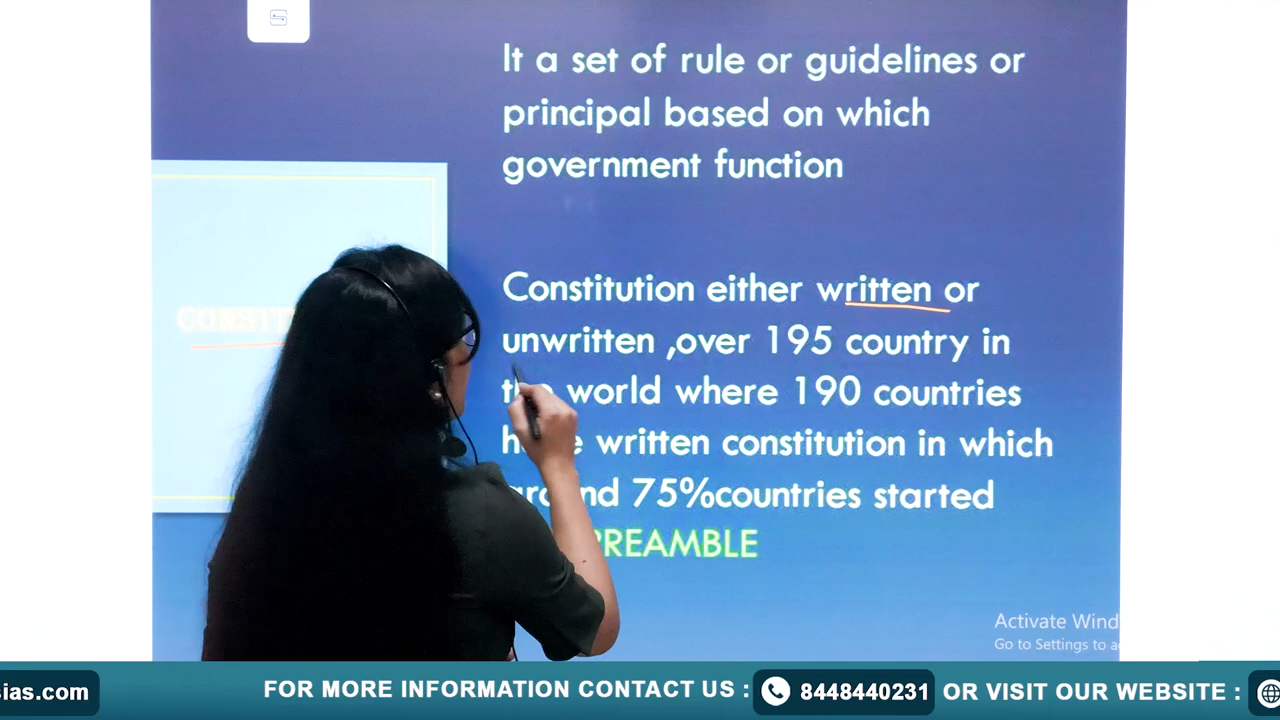 It a set of rule or guidelines or
principal based on which
government function
Constitution either written or
unwritten ,over 195 country in
world where 190 countries
written constitution in which
75%countries started
PREAMBLE
Activate Wind
Go to Settings to a
sias.com
FOR MORE INFORMATION CONTACT US :
8448440231
OR VISIT OUR WEBSITE :